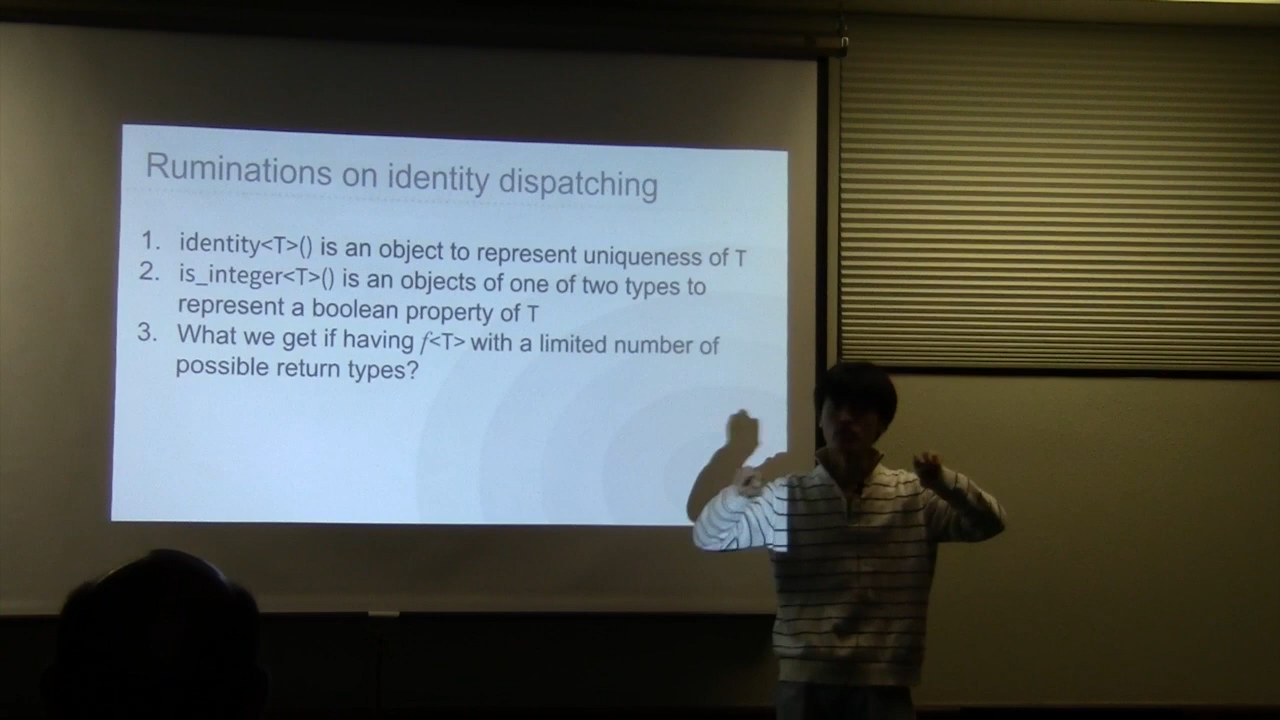 Ruminations on identity dispatching
1. identity<T>() is an object to represent uniqueness of T
2. is_integer<T>() is an objects of one of two types to
represent a boolean property of T
3. What we get if having f<T> with a limited number of
possible return types?